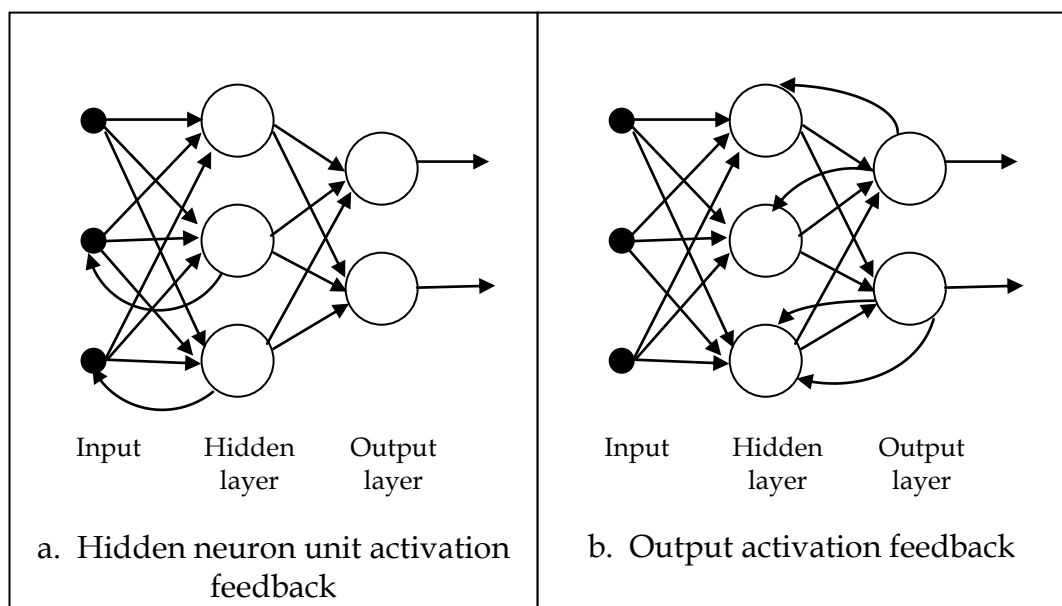 Input
Hidden
layer
Output
layer
a. Hidden neuron unit activation
feedback
Input
Hidden
layer
Output
layer
b. Output activation feedback